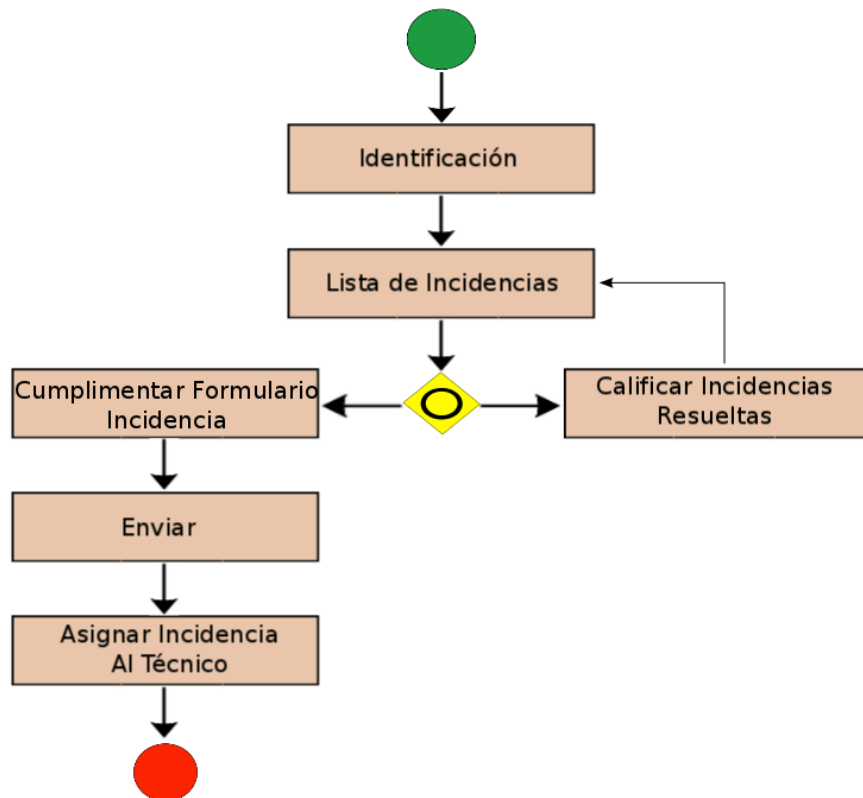 Identificación
Lista de Incidencias
Cumplimentar Formulario
Incidencia
Calificar Incidencias
Resueltas
Enviar
Asignar Incidencia
Al Técnico